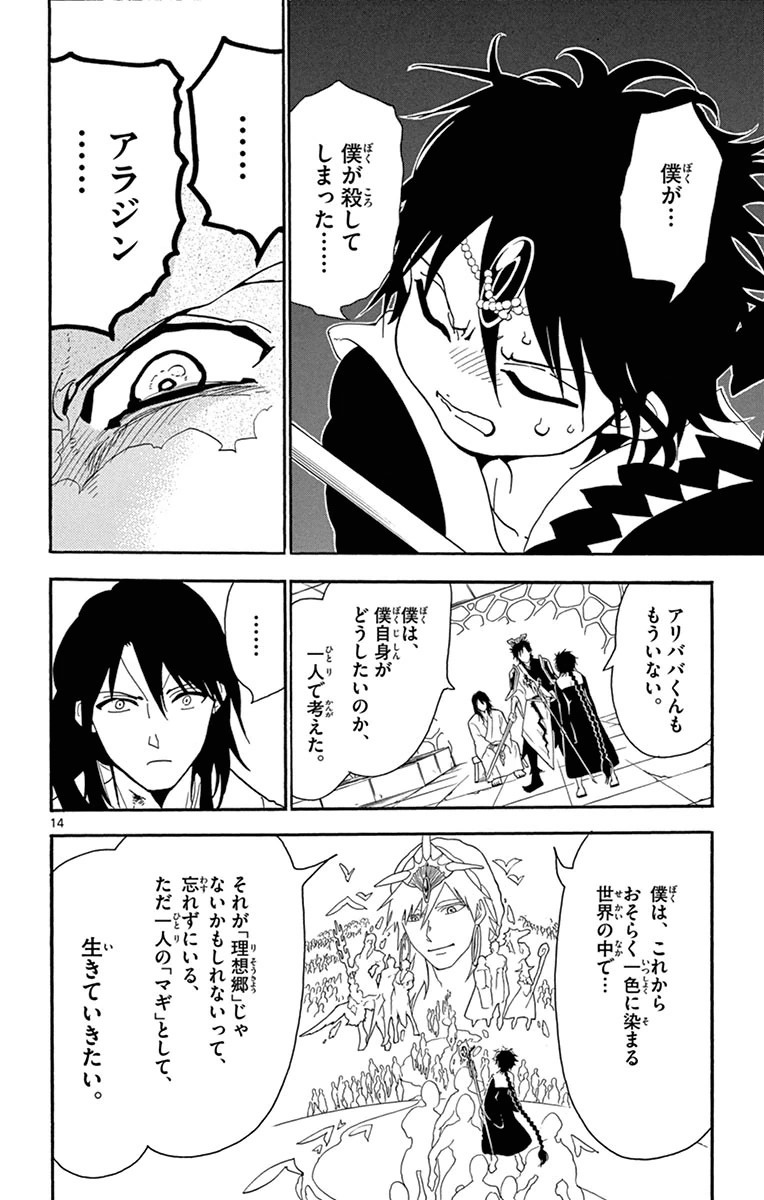 僕が…
僕が殺して
しまった……
……
アラジン
……
アリババくんも
もういない。
僕は、
僕自身が
どうしたいのか、
一人で考えた。
……
14
僕は、これから
おそらく一色に染まる
世界の中で…
それが「理想郷」じゃ
ないかもしれないって、
忘れずにいる、
ただ一人の「マギ」として、
生きていきたい。